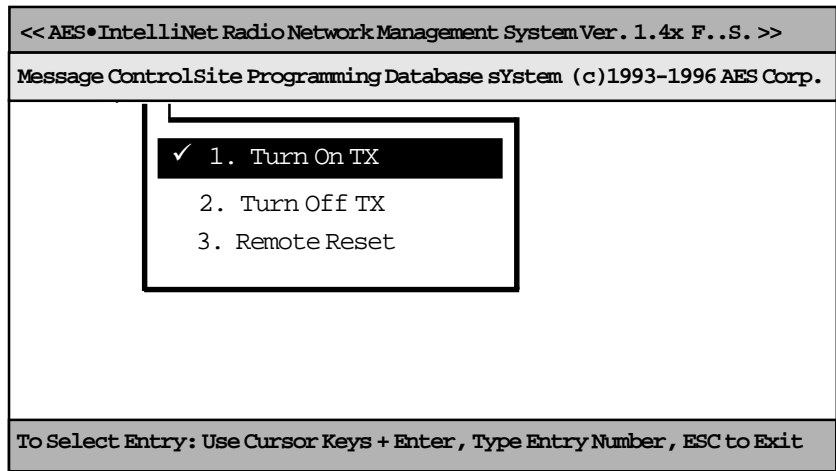 << AES•IntelliNet Radio Network Management System Ver. 1.4x F..S. >>
Message Control Site Programming Database sYstem (c)1993-1996 AES Corp.
✓ 1. Turn On TX
2. Turn Off TX
3. Remote Reset
To Select Entry: Use Cursor Keys + Enter, Type Entry Number, ESC to Exit